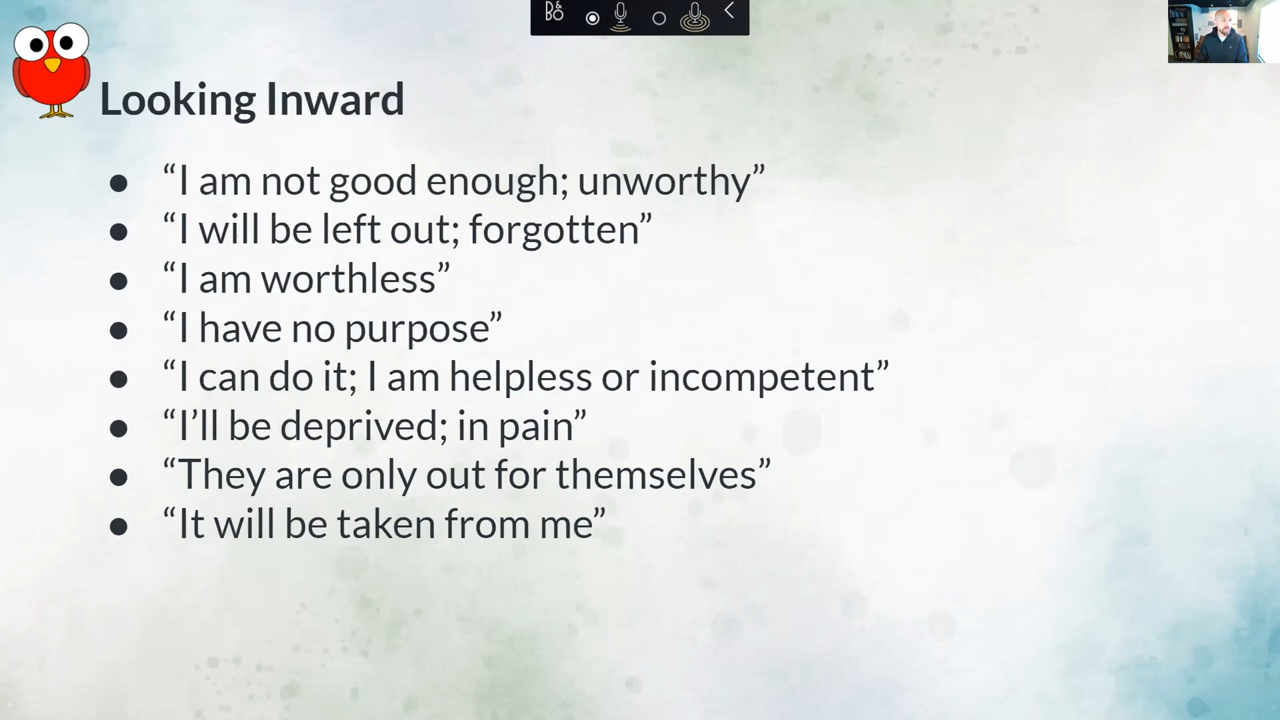 B&O
Looking Inward
● “I am not good enough; unworthy”
● “I will be left out; forgotten”
● “I am worthless”
● “I have no purpose”
● “I can do it; I am helpless or incompetent”
● “I’ll be deprived; in pain”
● “They are only out for themselves”
● “It will be taken from me”